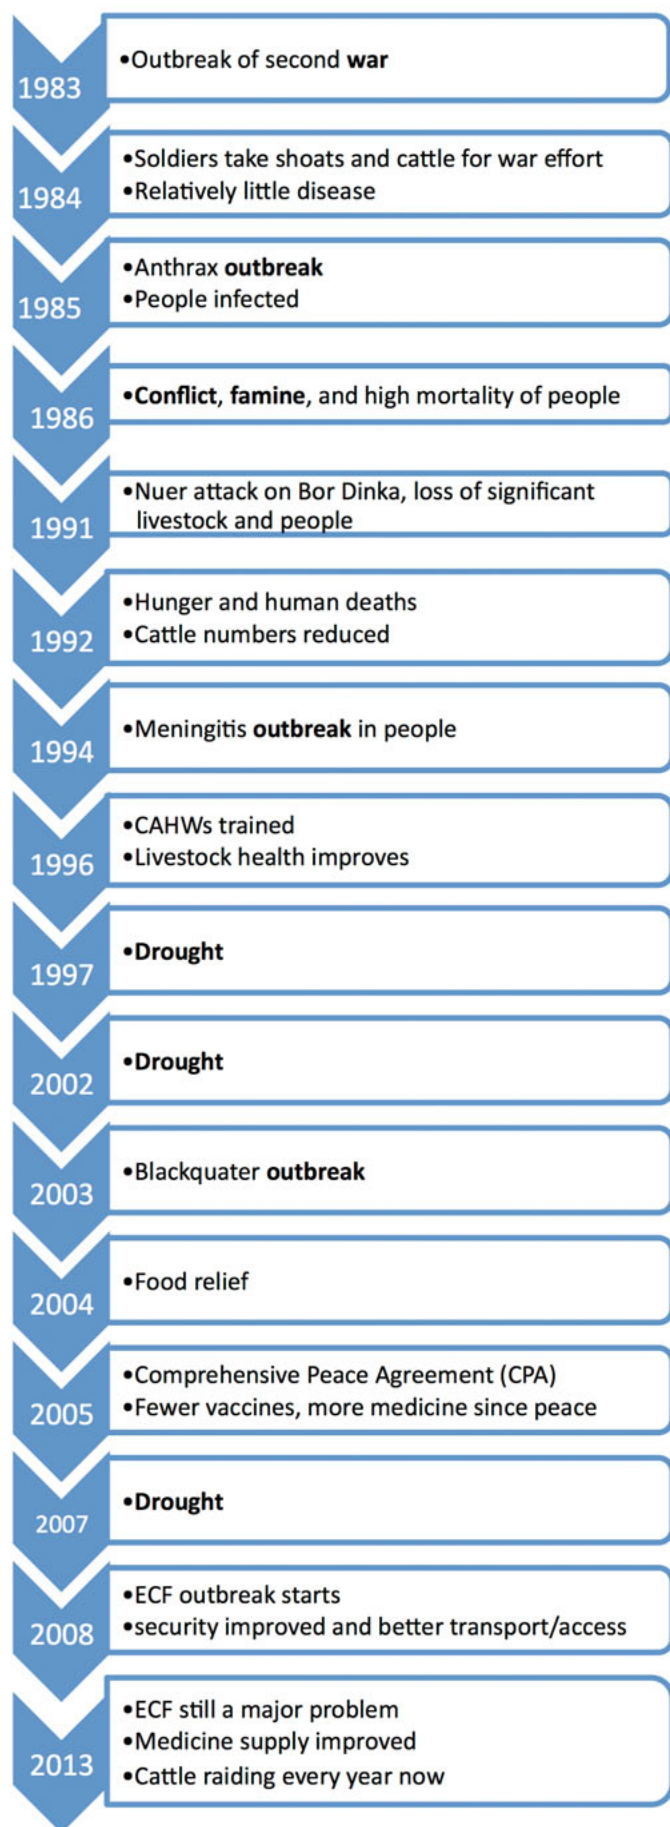 1983
•Outbreak of second war
1984
•Soldiers take shoats and cattle for war effort
•Relatively little disease
1985
•Anthrax outbreak
•People infected
1986
•Conflict, famine, and high mortality of people
1991
•Nuer attack on Bor Dinka, loss of significant
livestock and people
1992
•Hunger and human deaths
•Cattle numbers reduced
1994
•Meningitis outbreak in people
1996
•CAHWs trained
•Livestock health improves
1997
•Drought
2002
•Drought
2003
•Blackquater outbreak
2004
•Food relief
2005
•Comprehensive Peace Agreement (CPA)
•Fewer vaccines, more medicine since peace
2007
•Drought
2008
•ECF outbreak starts
•security improved and better transport/access
2013
•ECF still a major problem
•Medicine supply improved
•Cattle raiding every year now